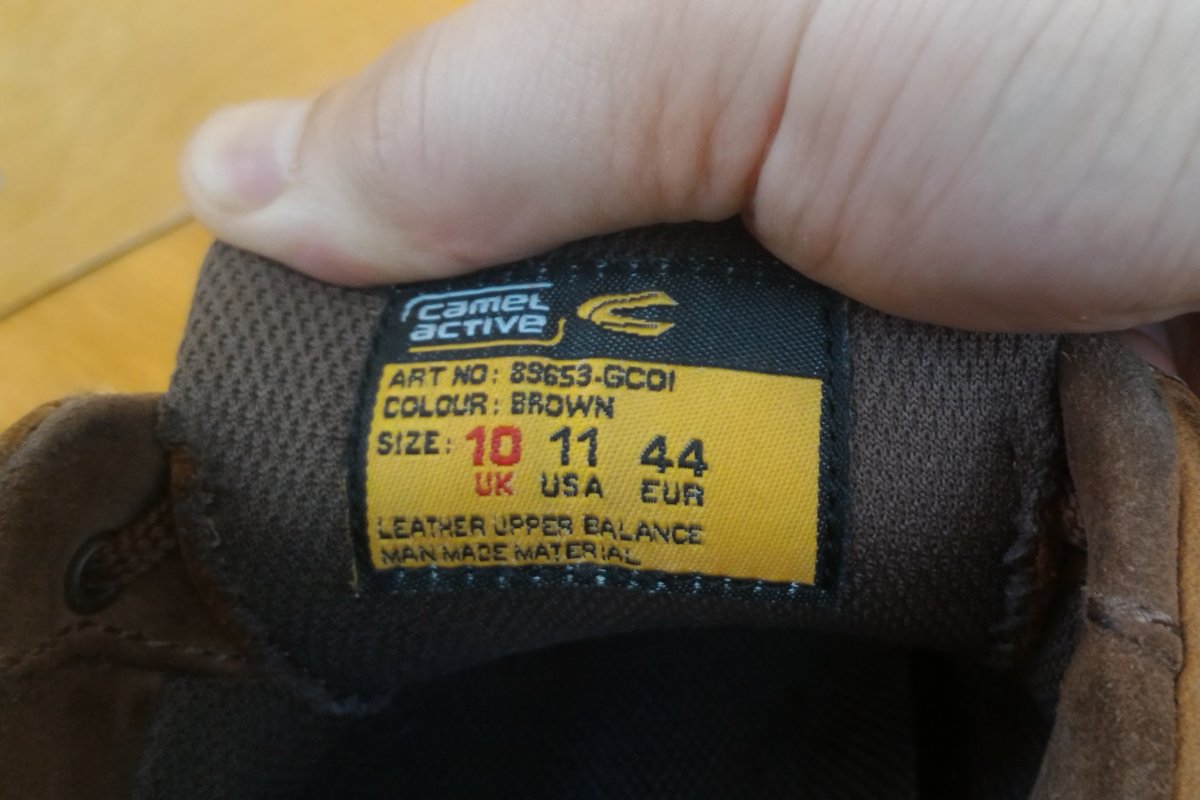 camel
active
ART NO: 89653-GC01
COLOUR: BROWN
SIZE: 10 11 44
UK USA EUR
LEATHER UPPER BALANCE
MAN MADE MATERIAL